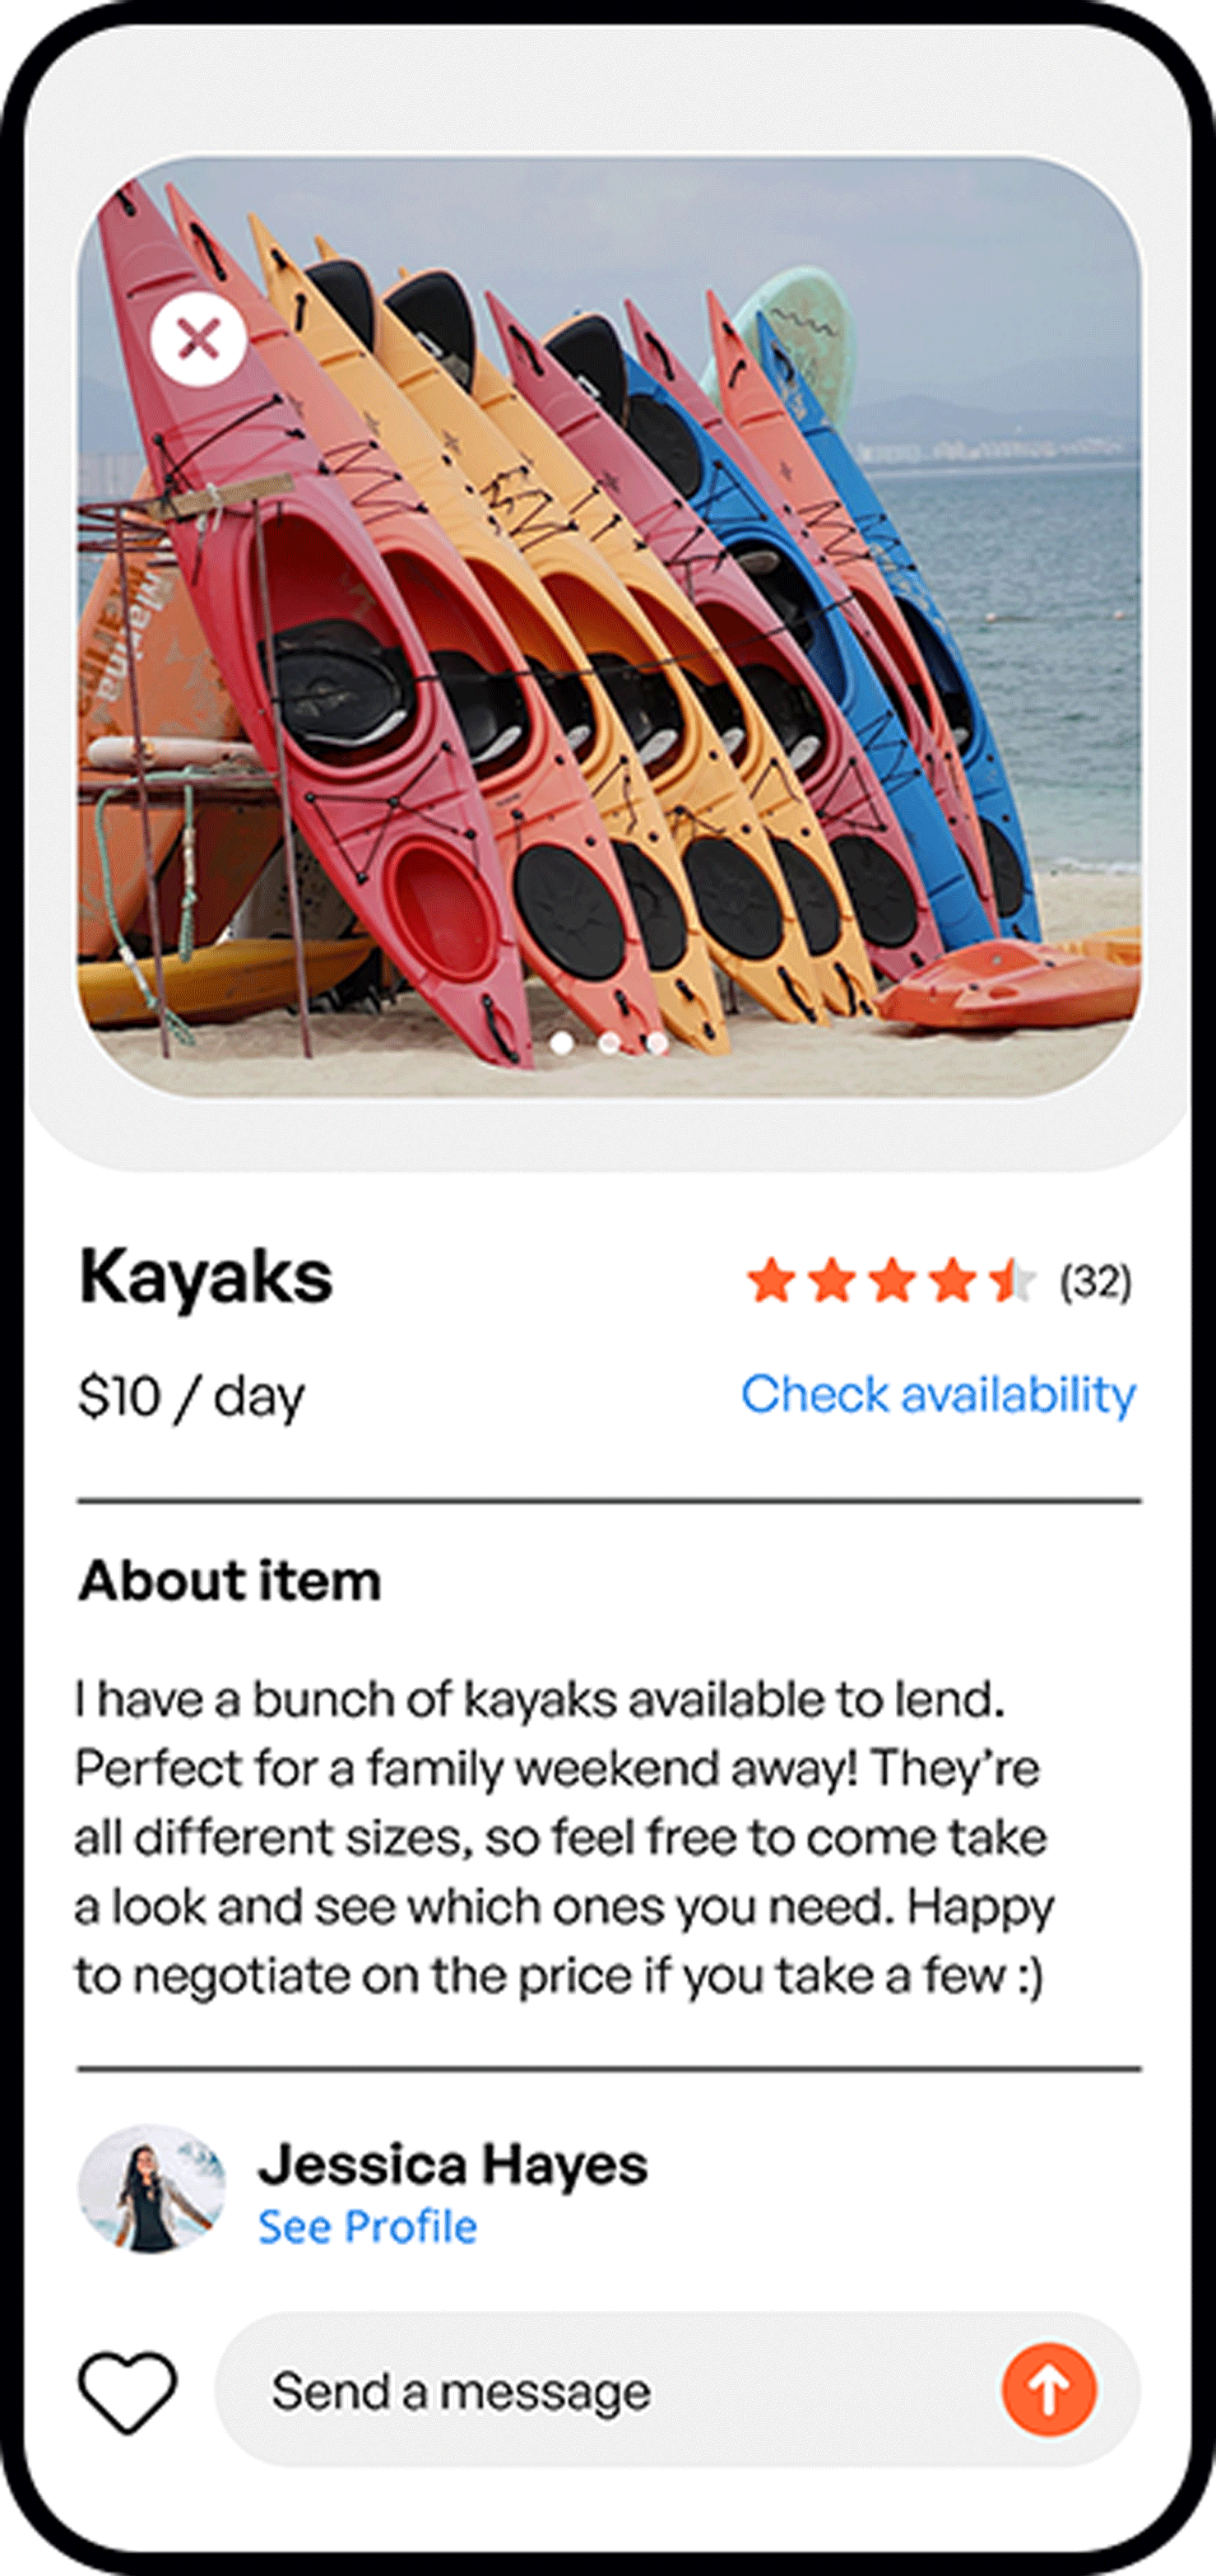 Kayaks
(32)
$10 / day
Check availability
About item
I have a bunch of kayaks available to lend.
Perfect for a family weekend away! They’re
all different sizes, so feel free to come take
a look and see which ones you need. Happy
to negotiate on the price if you take a few :)
Jessica Hayes
See Profile
Send a message